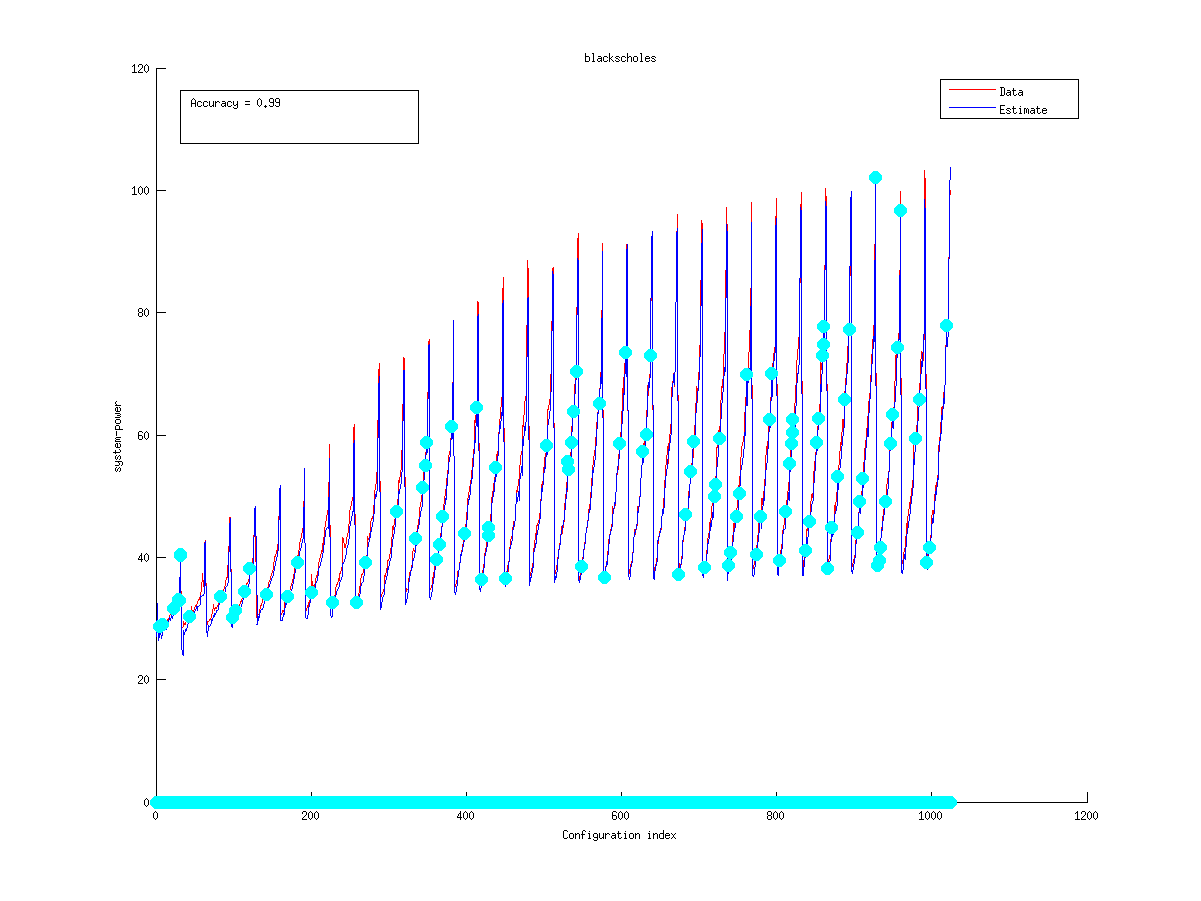 blackscholes
120
Accuracy = 0.99
Data
Estimate
100
80
60
system-power
40
20
0
0 200 400 600 800 1000 1200
Configuration index